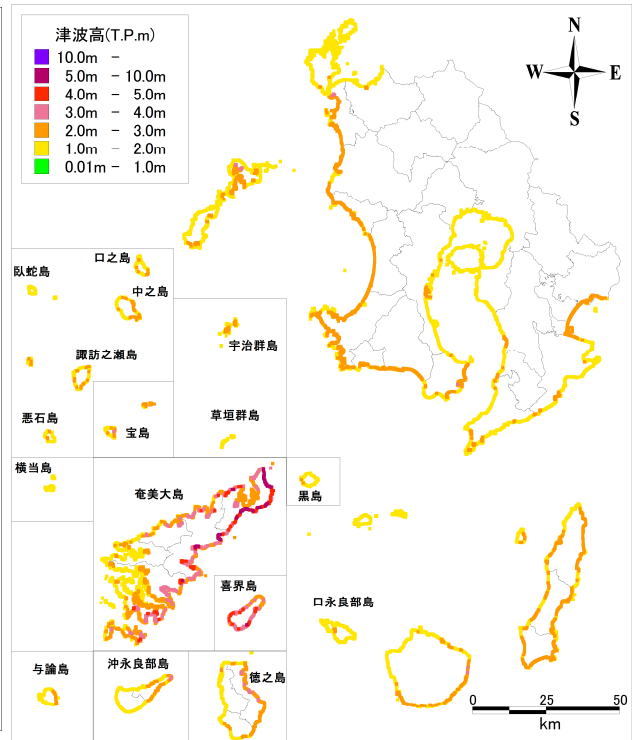 津波高(T.P.m)
10.0m －
5.0m － 10.0m
4.0m － 5.0m
3.0m － 4.0m
2.0m － 3.0m
1.0m － 2.0m
0.01m － 1.0m
N
W E
S
臥蛇島
口之島
中之島
諏訪之瀬島
悪石島
宝島
宇治群島
草垣群島
横当島
奄美大島
黒島
喜界島
口永良部島
与論島
沖永良部島
徳之島
0 25 50
km